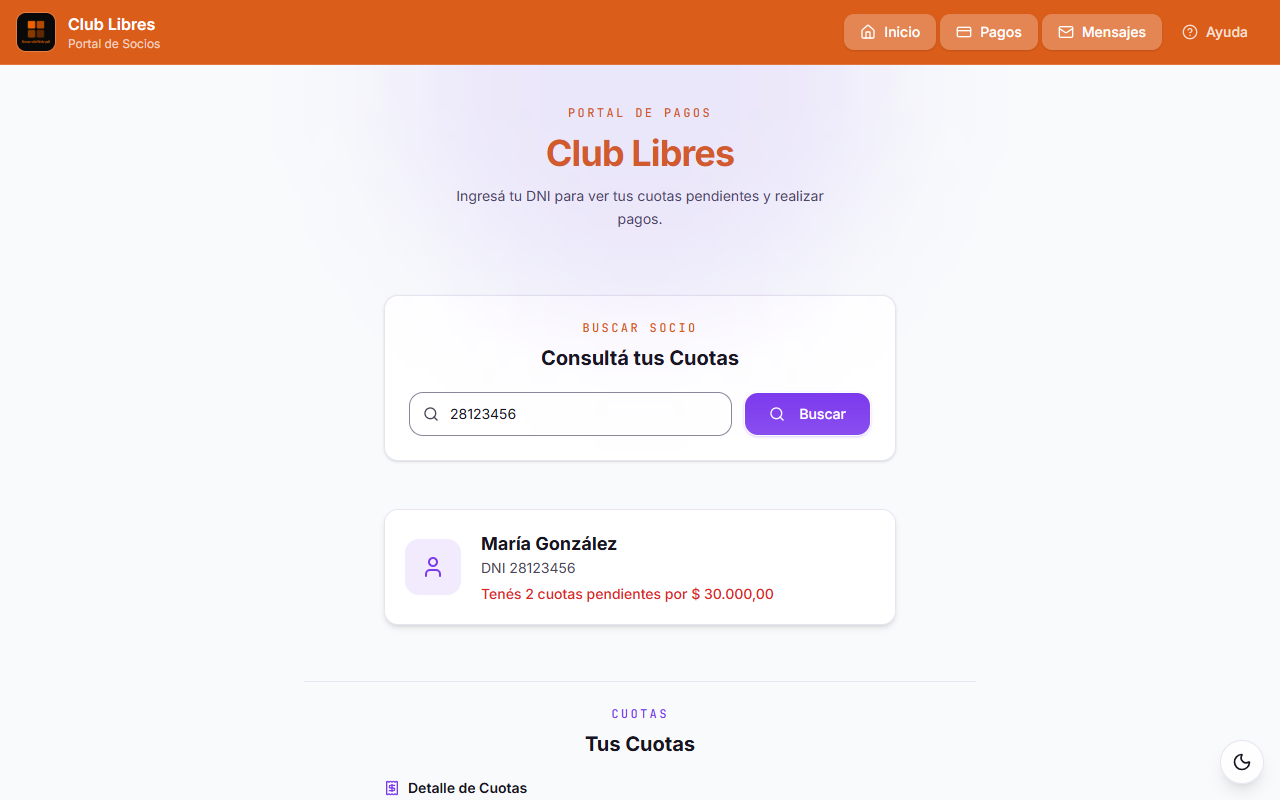 Club Libres
Portal de Socios
Inicio
Pagos
Mensajes
Ayuda
PORTAL DE PAGOS
Club Libres
Ingresá tu DNI para ver tus cuotas pendientes y realizar
pagos.
BUSCAR SOCIO
Consultá tus Cuotas
28123456
Buscar
María González
DNI 28123456
Tenés 2 cuotas pendientes por $ 30.000,00
CUOTAS
Tus Cuotas
Detalle de Cuotas